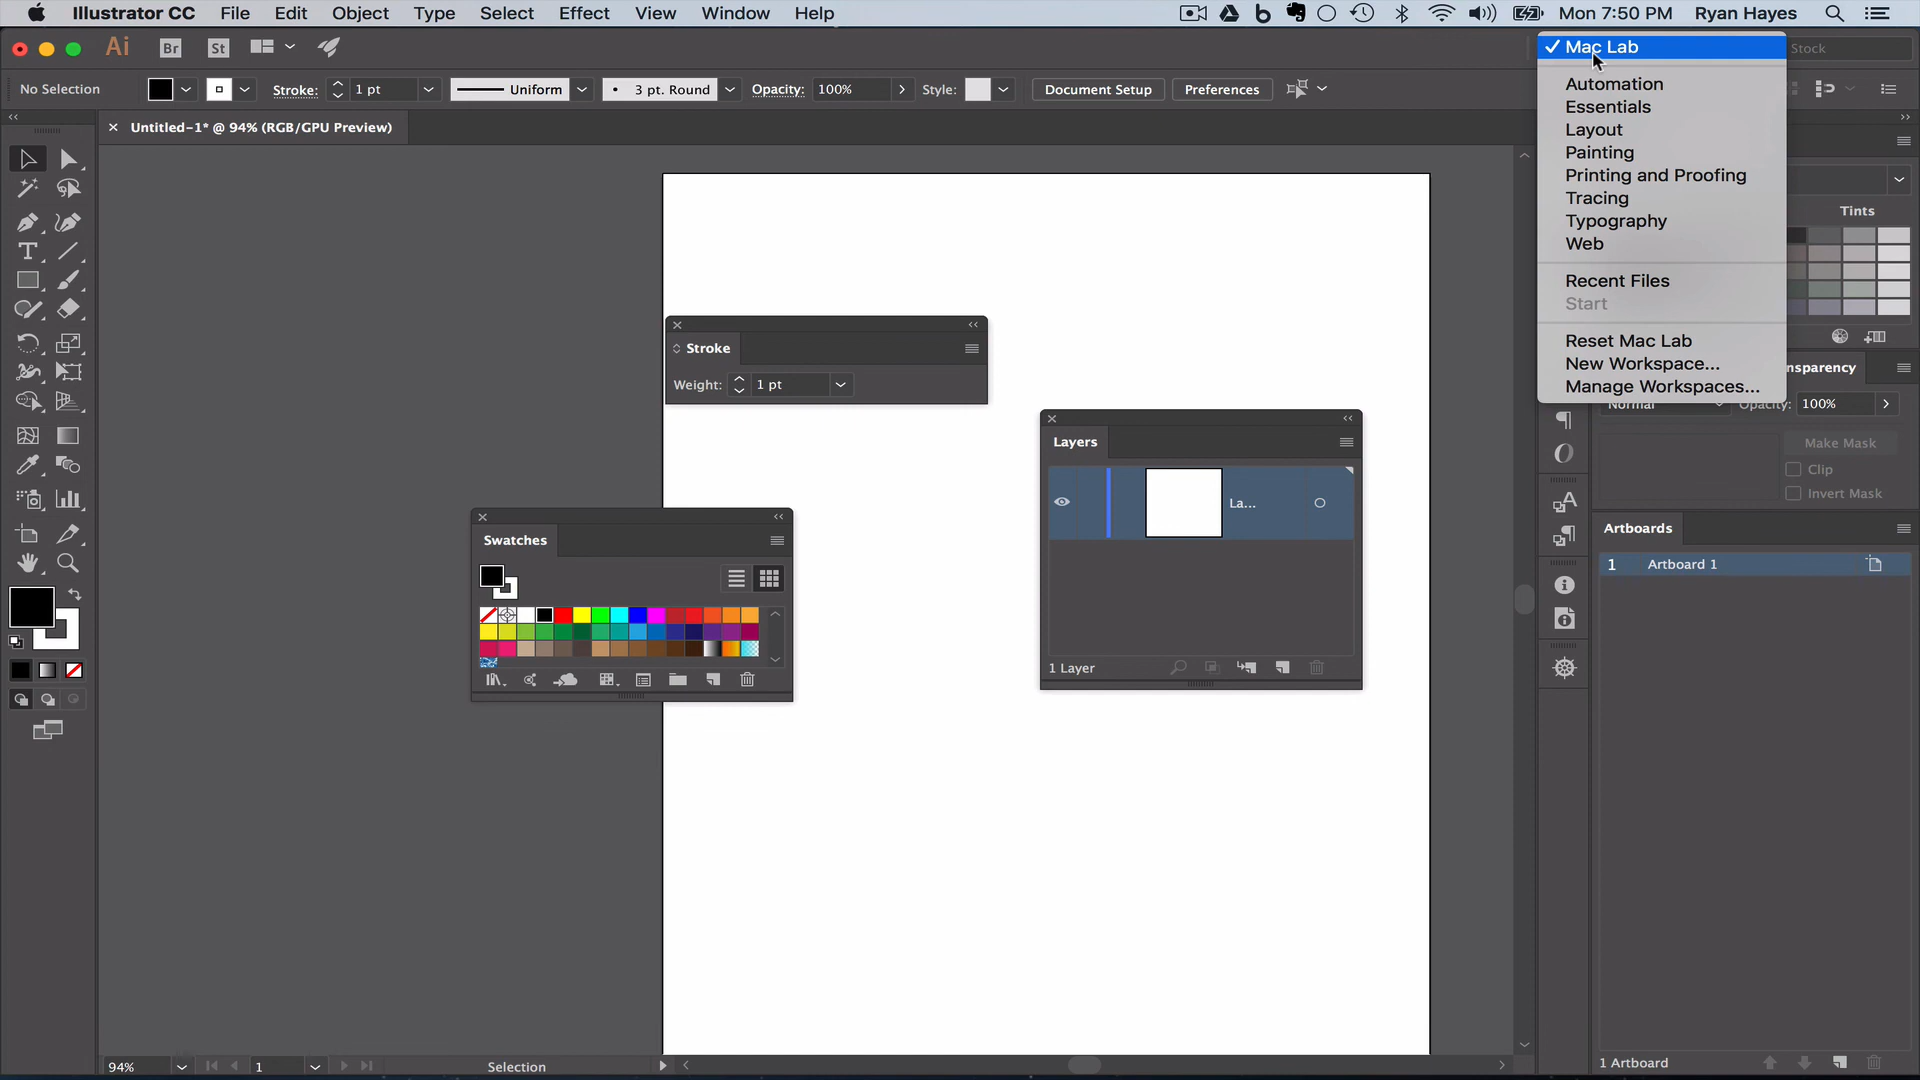 Illustrator CC File Edit Object Type Select Effect View Window Help
Mon 7:50 PM Ryan Hayes
Ai Br St
Mac Lab
Stock
No Selection
Stroke: 1 pt
Uniform
3 pt. Round
Opacity: 100%
Style:
Document Setup
Preferences
Untitled-1* @ 94% (RGB/GPU Preview)
Automation
Essentials
Layout
Painting
Printing and Proofing
Tracing
Typography
Web
Recent Files
Start
Reset Mac Lab
New Workspace...
Manage Workspaces...
Tints
Stroke
Weight: 1 pt
nsparency
Normal
Opacity: 100%
Make Mask
Clip
Invert Mask
Layers
La...
1 Layer
Swatches
Artboards
1 Artboard 1
94%
1
Selection
1 Artboard